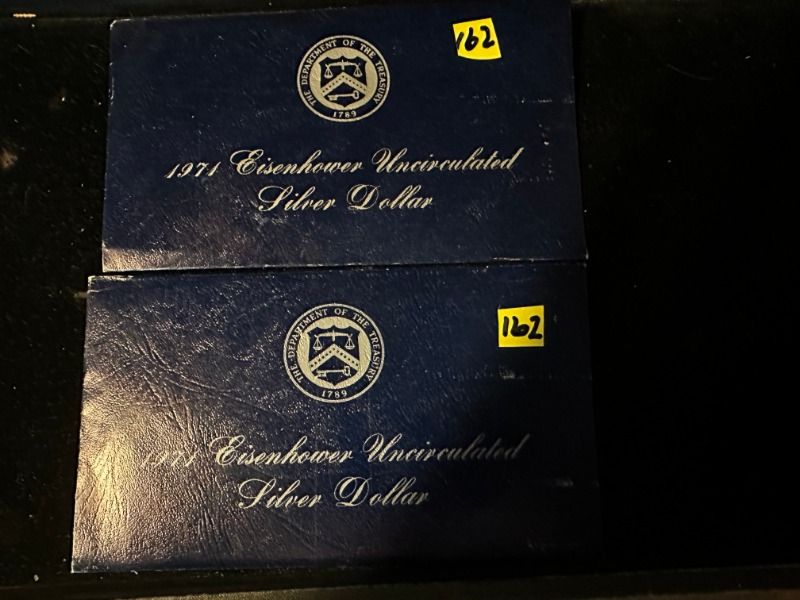 162
THE DEPARTMENT OF THE TREASURY
1789
1971 Eisenhower Uncirculated
Silver Dollar
162
THE DEPARTMENT OF THE TREASURY
1789
1971 Eisenhower Uncirculated
Silver Dollar